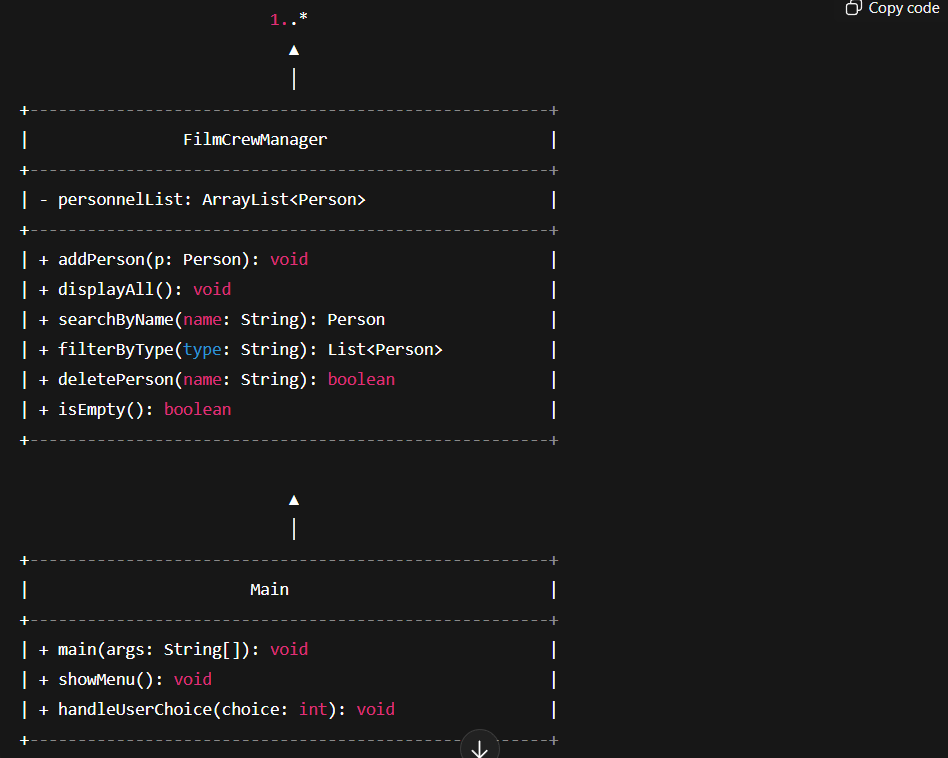 Copy code
1..*
▲
|
+------------------------------------------------------+
| FilmCrewManager |
+------------------------------------------------------+
| - personnelList: ArrayList<Person> |
+------------------------------------------------------+
| + addPerson(p: Person): void |
| + displayAll(): void |
| + searchByName(name: String): Person |
| + filterByType(type: String): List<Person> |
| + deletePerson(name: String): boolean |
| + isEmpty(): boolean |
+------------------------------------------------------+
▲
|
+------------------------------------------------------+
| Main |
+------------------------------------------------------+
| + main(args: String[]): void |
| + showMenu(): void |
| + handleUserChoice(choice: int): void |
+------------------------------------------------------+